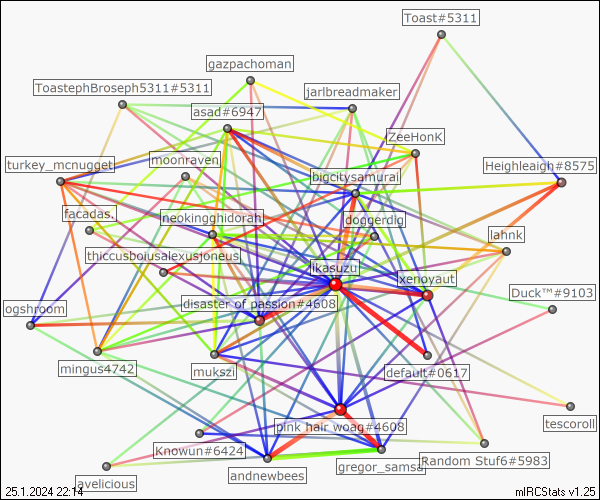 Toast#5311
gazpachoman
ToastephBroseph5311#5311
jarlbreadmaker
asad#6947
ZeeHonK
turkey_mcnugget
moonraven
Heighleaigh#8575
bigcitysamurai
facadas.
neokingghidorah
doggerdig
lahnk
thiccusboiusalexusjoneus
ikasuzu
xenoyaut
Duck™#9103
ogshroom
disaster of passion#4608
mingus4742
mukszi
default#0617
tescoroll
pink hair woag#4608
Knowun#6424
gregor_samsa
Random Stuf6#5983
andnewbees
avelicious
25.1.2024 22:14
mIRCStats v1.25